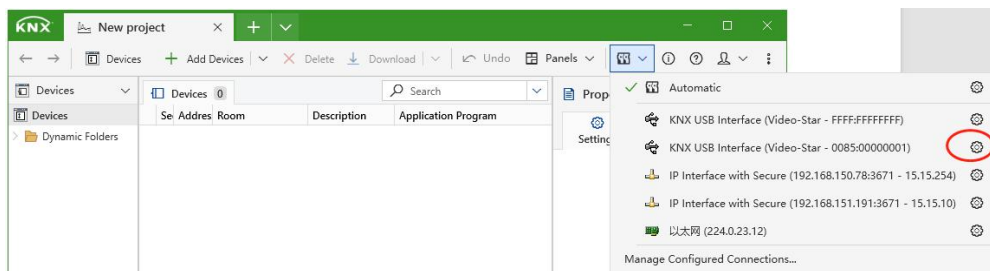 KNX New project
Devices Add Devices Delete Download Undo Panels
Devices Devices 0 Search Prop
Devices Se Addres Room Description Application Program
Dynamic Folders Setting
Automatic
KNX USB Interface (Video-Star - FFFF:FFFFFFFF)
KNX USB Interface (Video-Star - 0085:00000001)
IP Interface with Secure (192.168.150.78:3671 - 15.15.254)
IP Interface with Secure (192.168.151.191:3671 - 15.15.10)
以太网 (224.0.23.12)
Manage Configured Connections...